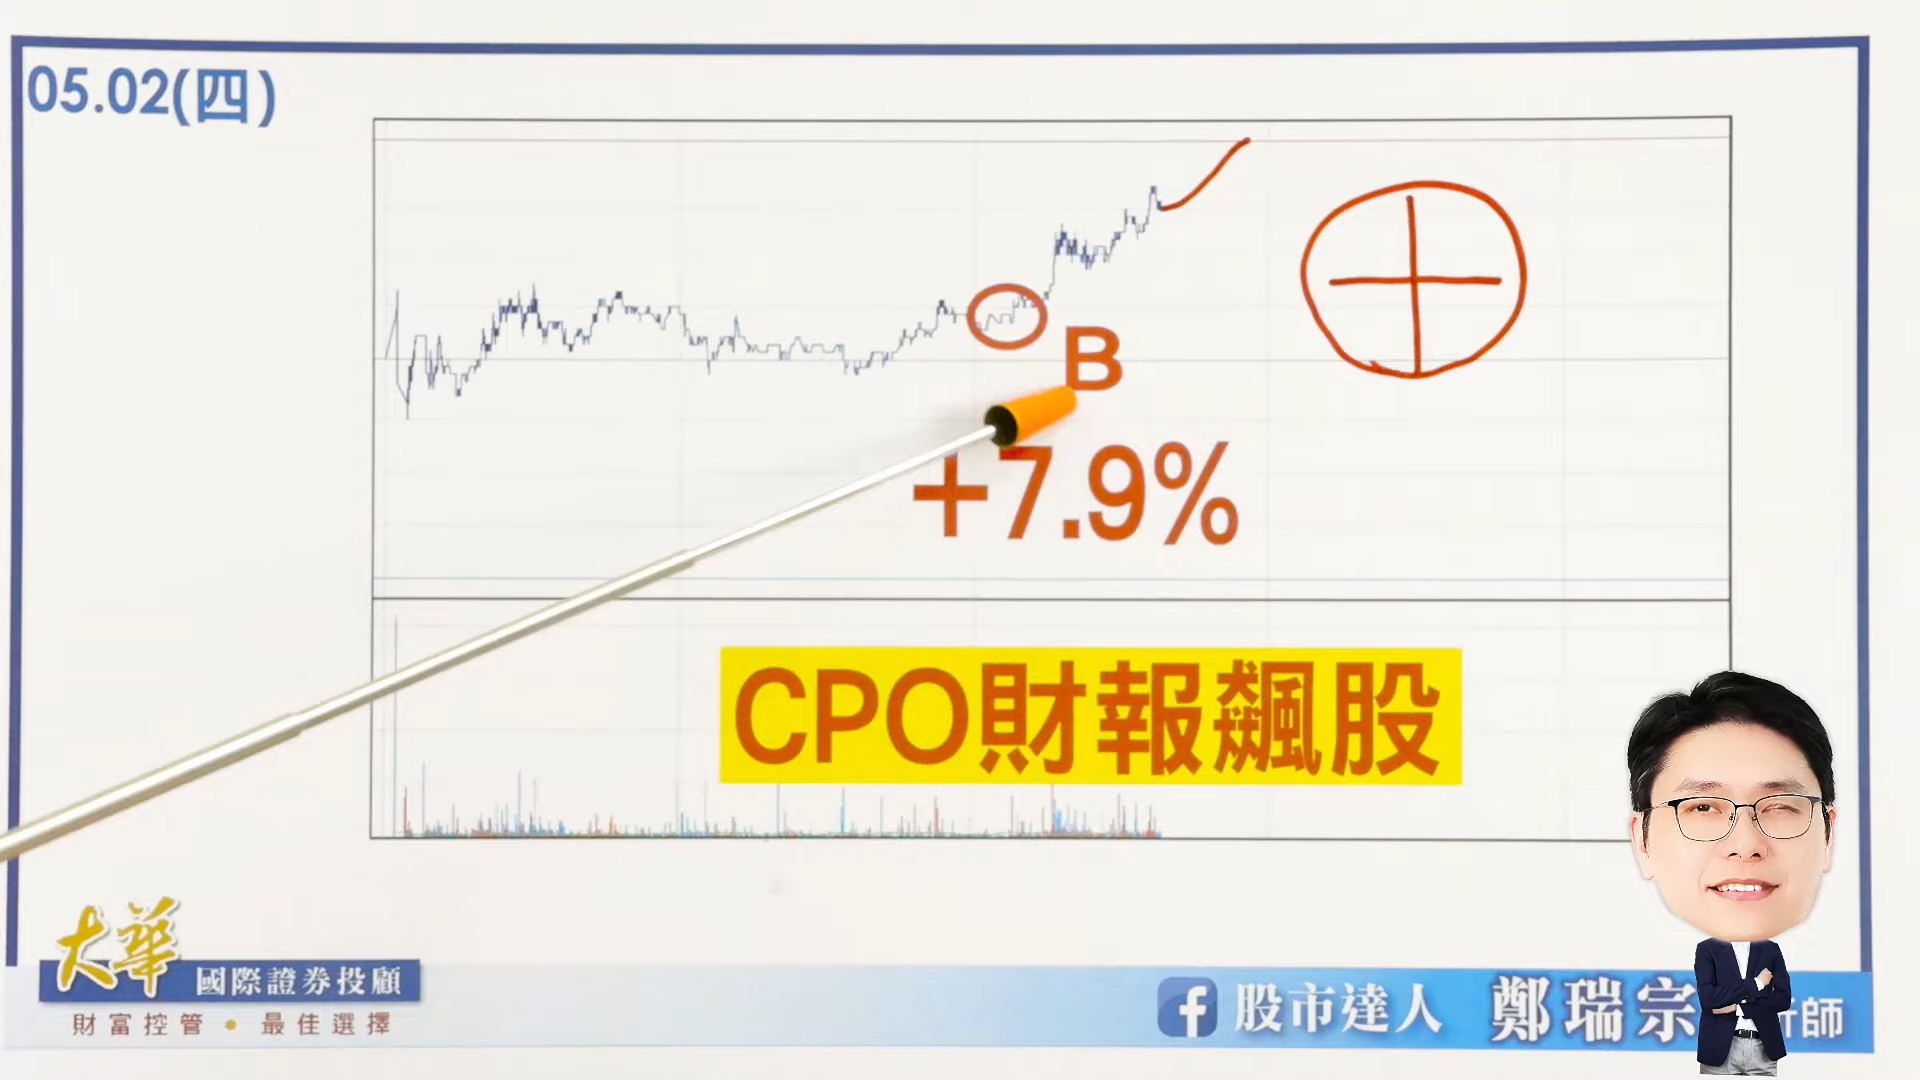 05.02(四)
B
+7.9%
CPO財報飆股
大華
國際證券投顧
財富控管・最佳選擇
股市達人 鄭瑞宗
師